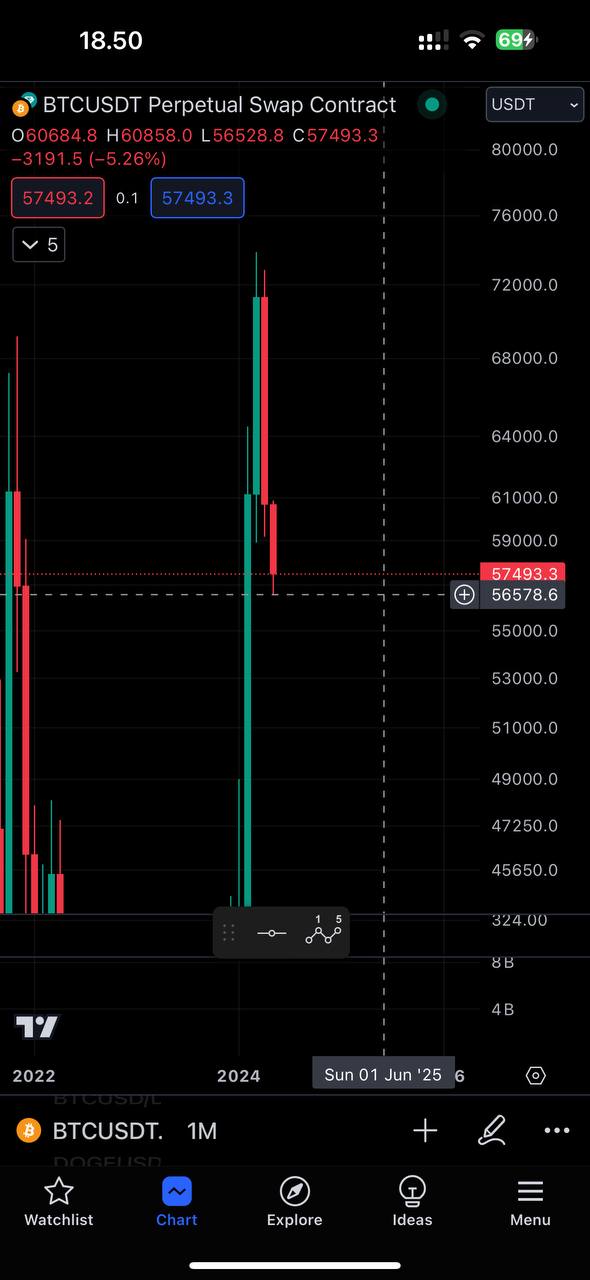 18.50
69
BTCUSDT Perpetual Swap Contract
USDT
O60684.8 H60858.0 L56528.8 C57493.3
−3191.5 (−5.26%)
57493.2 0.1 57493.3
5
80000.0
76000.0
72000.0
68000.0
64000.0
61000.0
59000.0
57493.3
56578.6
55000.0
53000.0
51000.0
49000.0
47250.0
45650.0
324.00
1 5
8B
4B
2022 2024 Sun 01 Jun '25 6
BTCUSD/L
BTCUSDT. 1M
DOGEUSD
Watchlist Chart Explore Ideas Menu